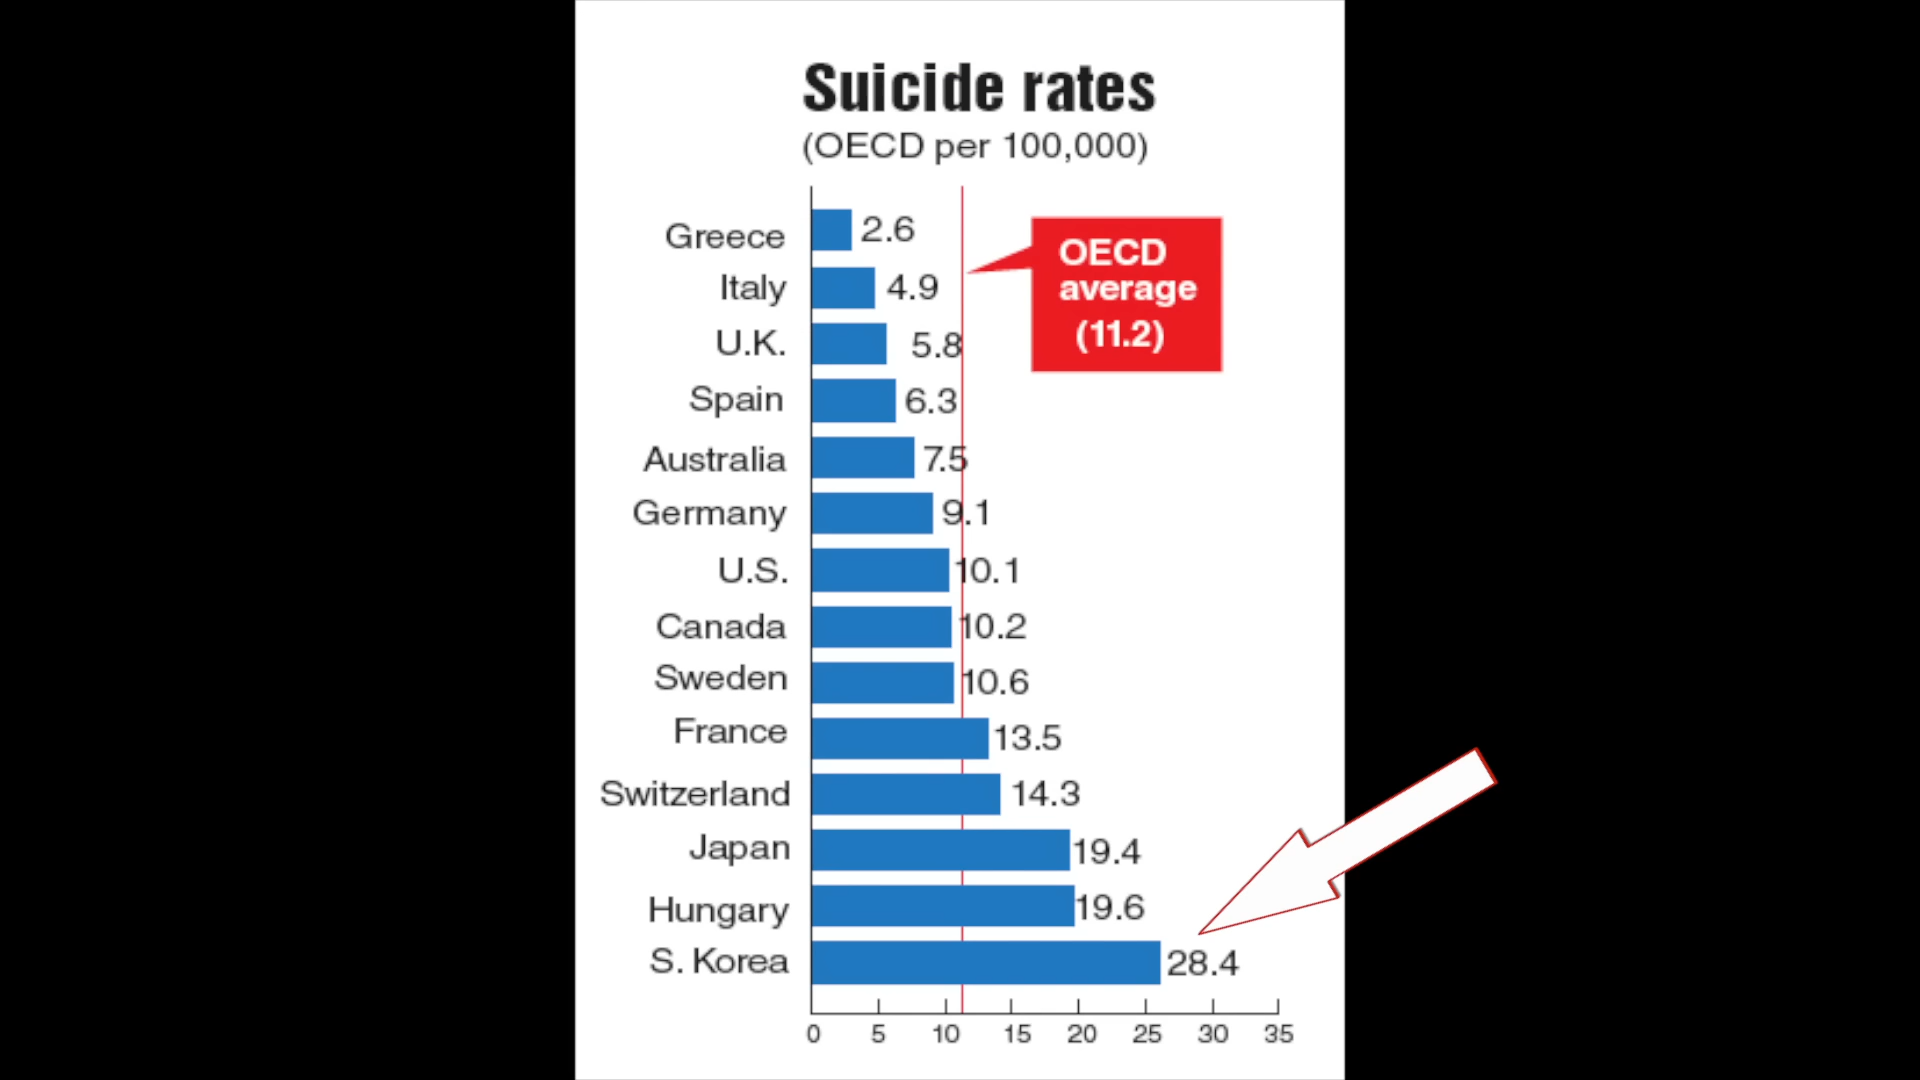 Suicide rates
(OECD per 100,000)
OECD
average
(11.2)
Greece 2.6
Italy 4.9
U.K. 5.8
Spain 6.3
Australia 7.5
Germany 9.1
U.S. 10.1
Canada 10.2
Sweden 10.6
France 13.5
Switzerland 14.3
Japan 19.4
Hungary 19.6
S. Korea 28.4
0 5 10 15 20 25 30 35